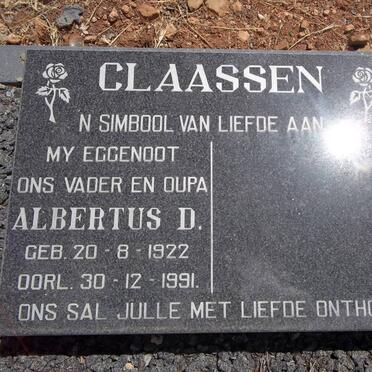 CLAASSEN
N SIMBOOL VAN LIEFDE AAN
MY EGGENOOT
ONS VADER EN OUPA
ALBERTUS D.
GEB. 20 - 8 - 1922
OORL. 30 - 12 - 1991.
ONS SAL JULLE MET LIEFDE ONTHO